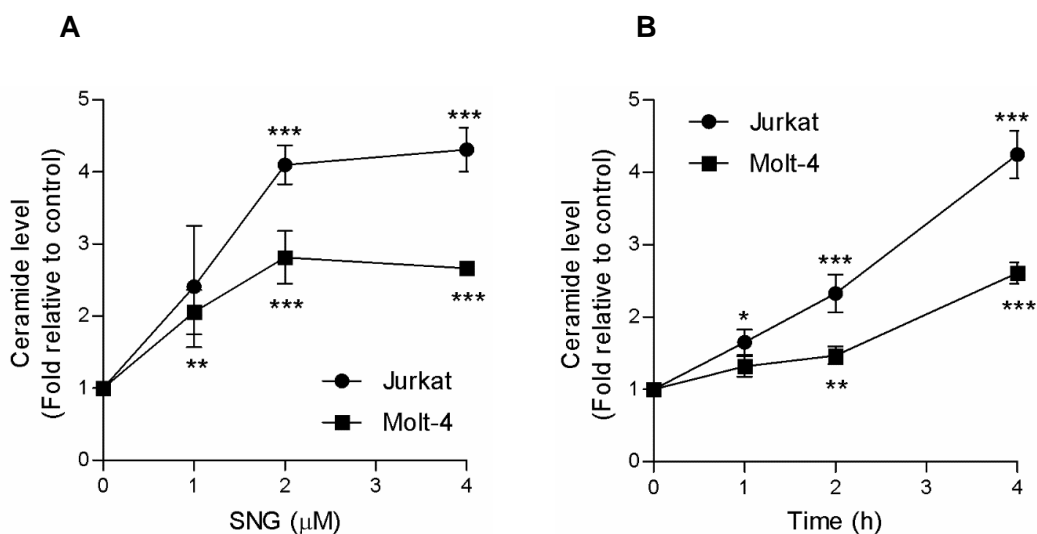 A
Ceramide level
(Fold relative to control)
5
4
3
2
1
0
***
***
**
***
***
Jurkat
Molt-4
0 1 2 3 4
SNG (μM)
B
Ceramide level
(Fold relative to control)
5
4
3
2
1
0
Jurkat
Molt-4
***
***
*
***
**
0 1 2 3 4
Time (h)